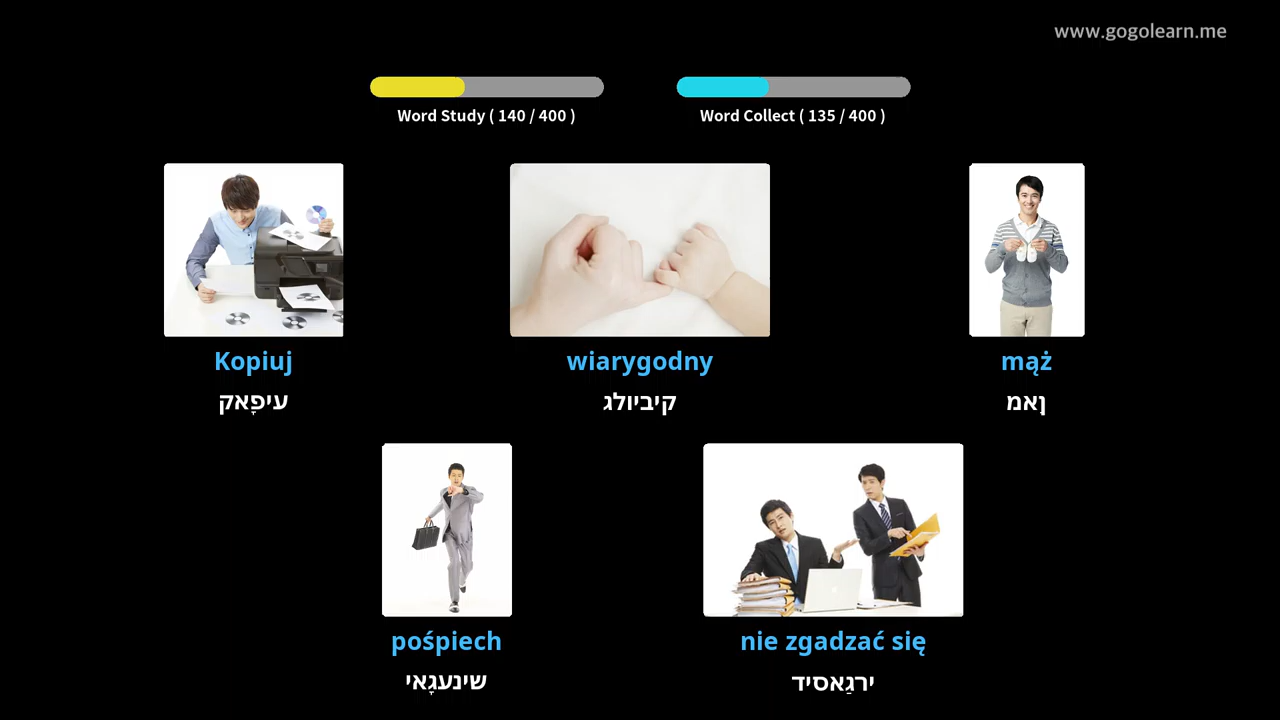 www.gogolearn.me
Word Study ( 140 / 400 )
Word Collect ( 135 / 400 )
Kopiuj
עיפָאק
wiarygodny
קיביולג
mąż
ןָאמ
pośpiech
שינעגָאי
nie zgadzać się
ירגַאסיד